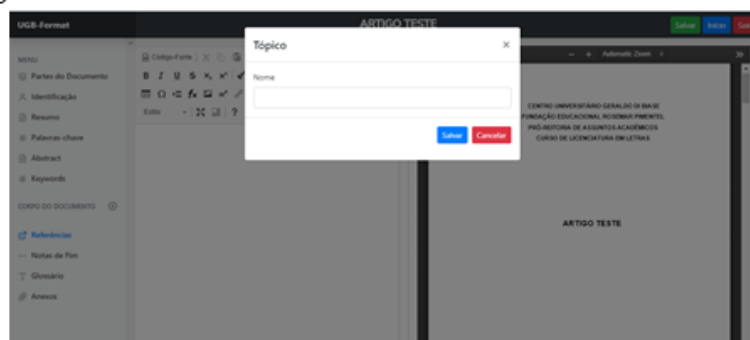 UGB-Format
ARTIGO TESTE
Salvar
Início
MENU
Partes do Documento
Identificação
Resumo
Palavras-chave
Abstract
Keywords
CORPO DO DOCUMENTO
Referências
Notas de Fim
Glossário
Anexos
Código-Fonte
B I U S
Estilo
?
Tópico
×
Nome
Salvar
Cancelar
Automatic Zoom
CENTRO UNIVERSITÁRIO GERALDO DI BIASE
FUNDAÇÃO EDUCACIONAL ROSEMAR PIMENTEL
PRÓ-REITORIA DE ASSUNTOS ACADÊMICOS
CURSO DE LICENCIATURA EM LETRAS
ARTIGO TESTE